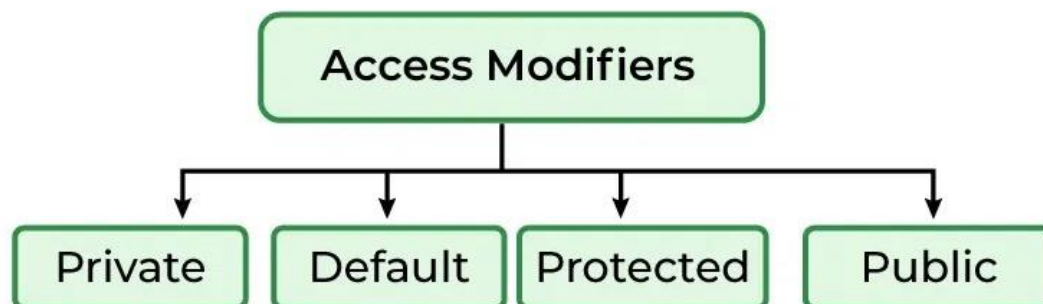 Access Modifiers
Private
Default
Protected
Public